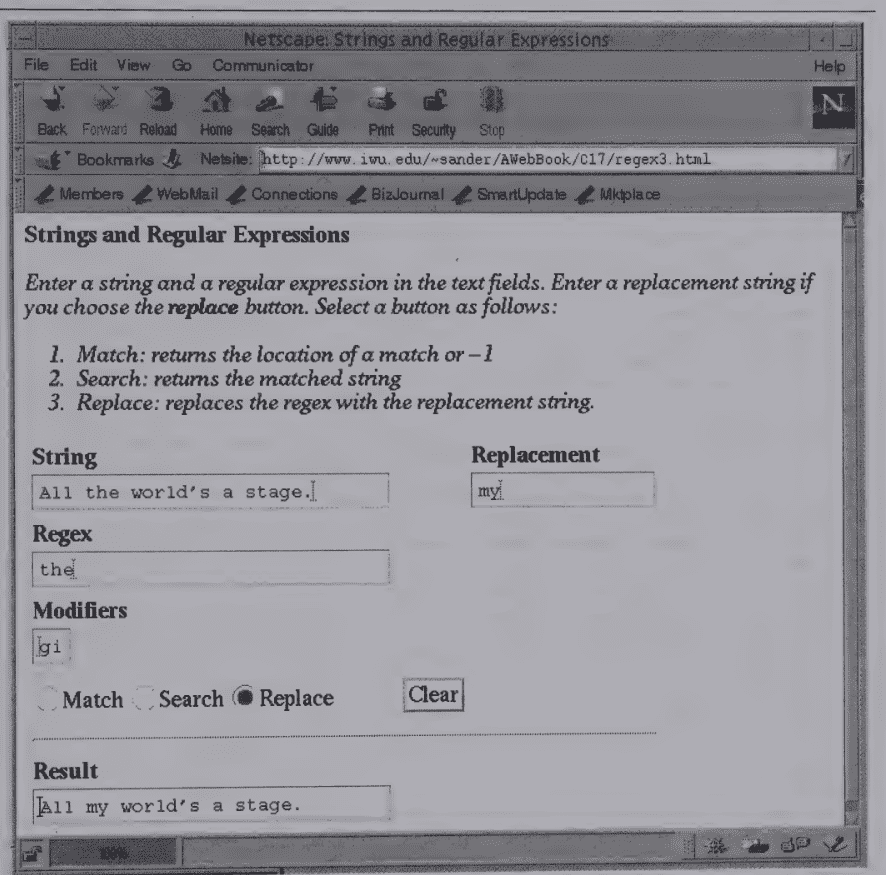 Netscape: Strings and Regular Expressions
File Edit View Go Communicator Help
Back Forward Reload Home Search Guide Print Security Stop
N
Bookmarks Netsite: http://www.iwu.edu/~sander/AWebBook/C17/regex3.html
Members WebMail Connections BizJournal SmartUpdate Mktplace
Strings and Regular Expressions
Enter a string and a regular expression in the text fields. Enter a replacement string if
you choose the replace button. Select a button as follows:
1. Match: returns the location of a match or –1
2. Search: returns the matched string
3. Replace: replaces the regex with the replacement string.
String Replacement
All the world's a stage. my
Regex
the
Modifiers
gi
Match Search Replace Clear
Result
All my world's a stage.
100%